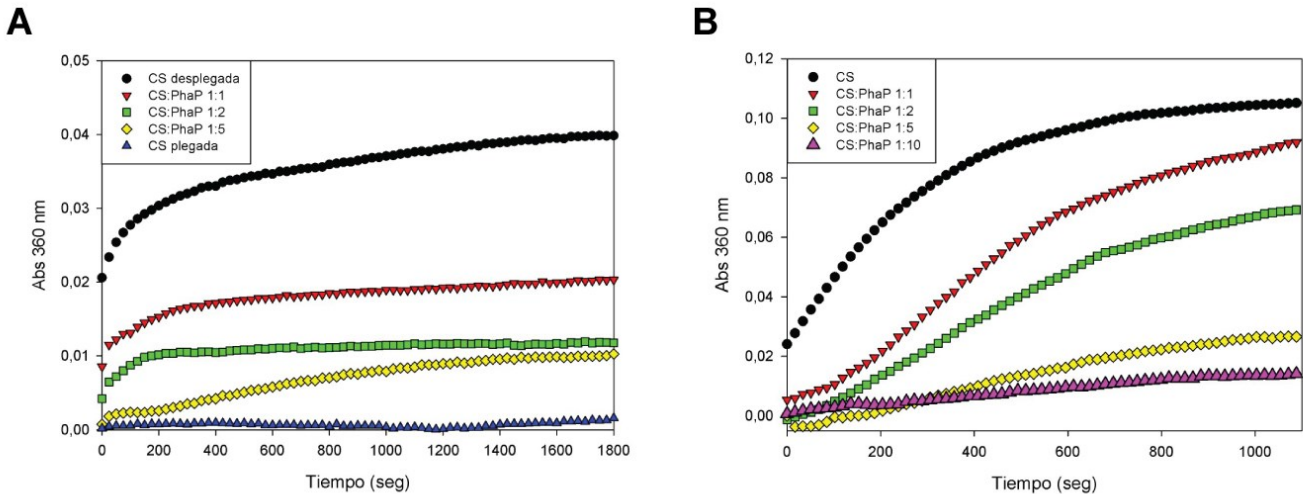 A
0,05
0,04
0,03
0,02
0,01
0,00
Abs 360 nm
CS desplegada
CS:PhaP 1:1
CS:PhaP 1:2
CS:PhaP 1:5
CS plegada
0 200 400 600 800 1000 1200 1400 1600 1800
Tiempo (seg)
B
0,12
0,10
0,08
0,06
0,04
0,02
0,00
Abs 360 nm
CS
CS:PhaP 1:1
CS:PhaP 1:2
CS:PhaP 1:5
CS:PhaP 1:10
0 200 400 600 800 1000
Tiempo (seg)